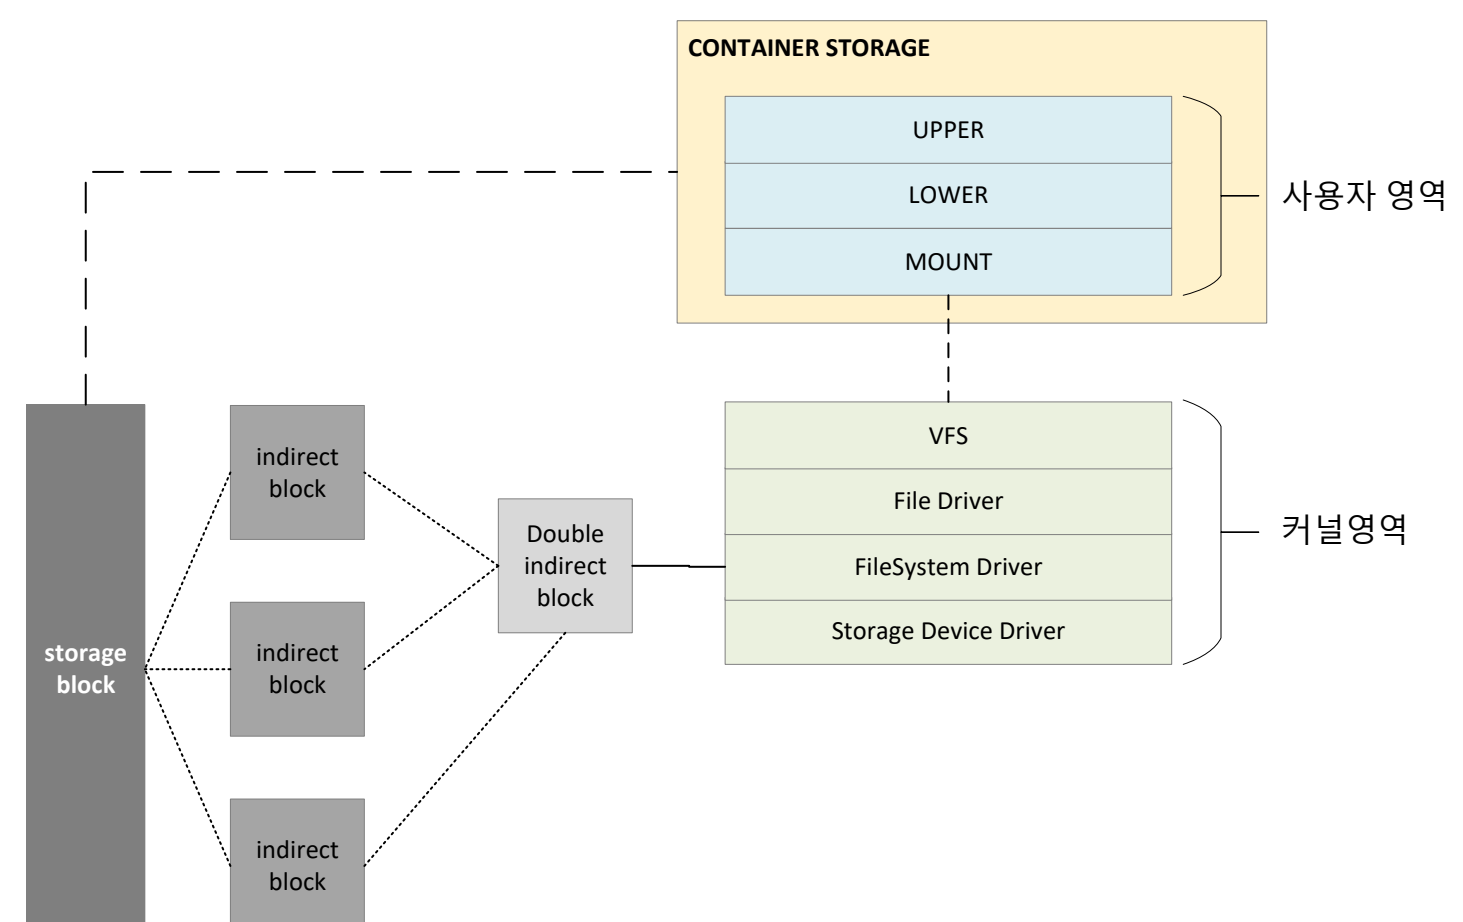 CONTAINER STORAGE
UPPER
LOWER
MOUNT
사용자 영역
VFS
File Driver
FileSystem Driver
Storage Device Driver
커널영역
storage
block
indirect
block
indirect
block
indirect
block
Double
indirect
block